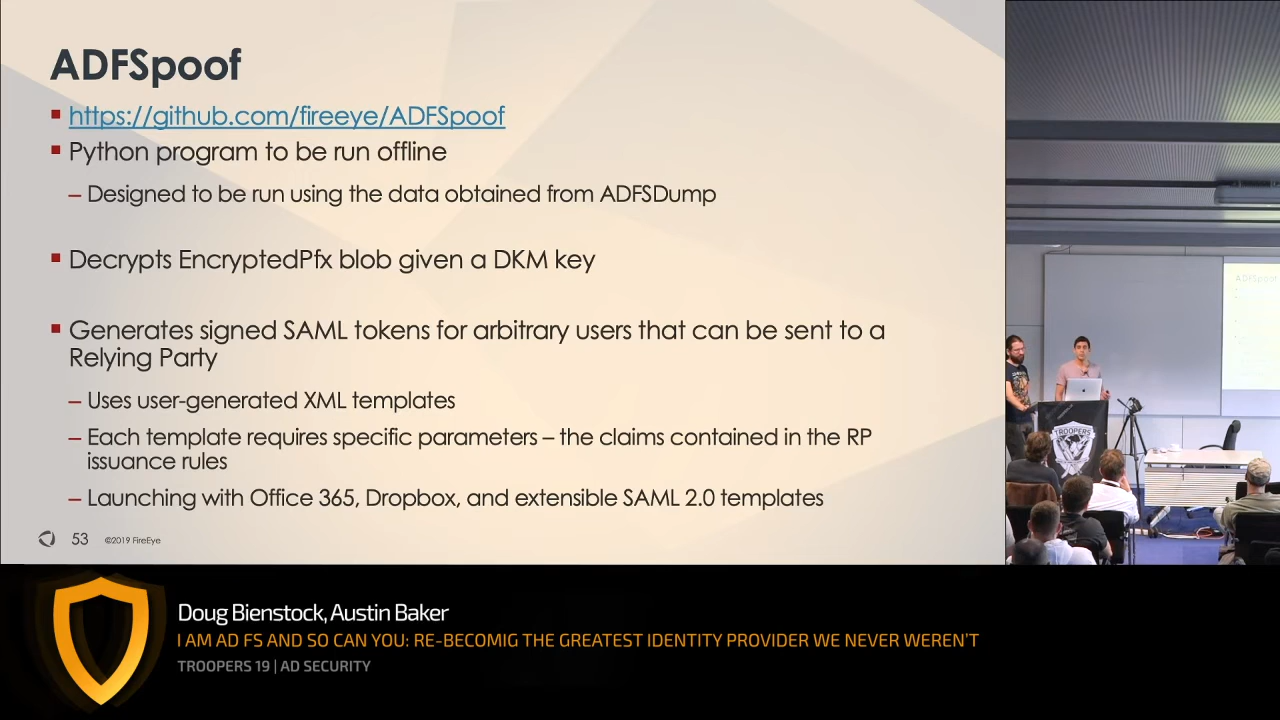 ADFSpoof
https://github.com/fireeye/ADFSpoof
Python program to be run offline
– Designed to be run using the data obtained from ADFSDump
Decrypts EncryptedPfx blob given a DKM key
Generates signed SAML tokens for arbitrary users that can be sent to a
Relying Party
– Uses user-generated XML templates
– Each template requires specific parameters – the claims contained in the RP
issuance rules
– Launching with Office 365, Dropbox, and extensible SAML 2.0 templates
53 ©2019 FireEye
ADFSpoof
TROOPERS
Doug Bienstock, Austin Baker
I AM AD FS AND SO CAN YOU: RE-BECOMIG THE GREATEST IDENTITY PROVIDER WE NEVER WEREN'T
TROOPERS 19 | AD SECURITY